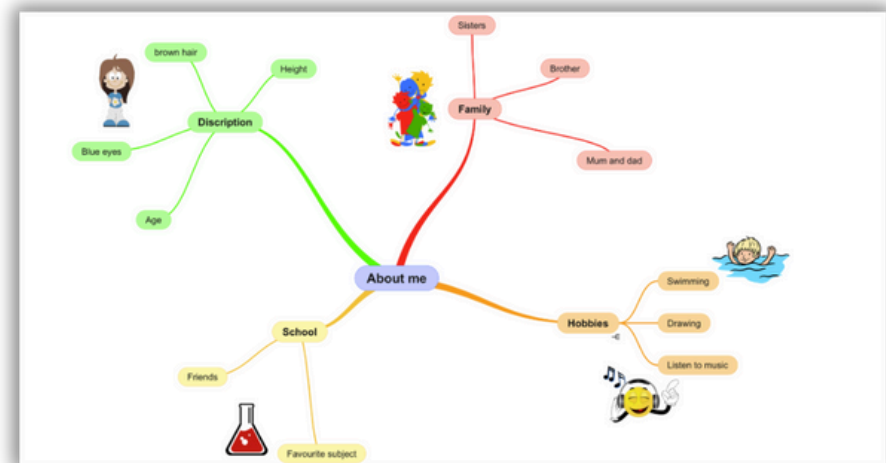 About me
Discription
brown hair
Height
Blue eyes
Age
Family
Sisters
Brother
Mum and dad
Hobbies
Swimming
Drawing
Listen to music
School
Friends
Favourite subject